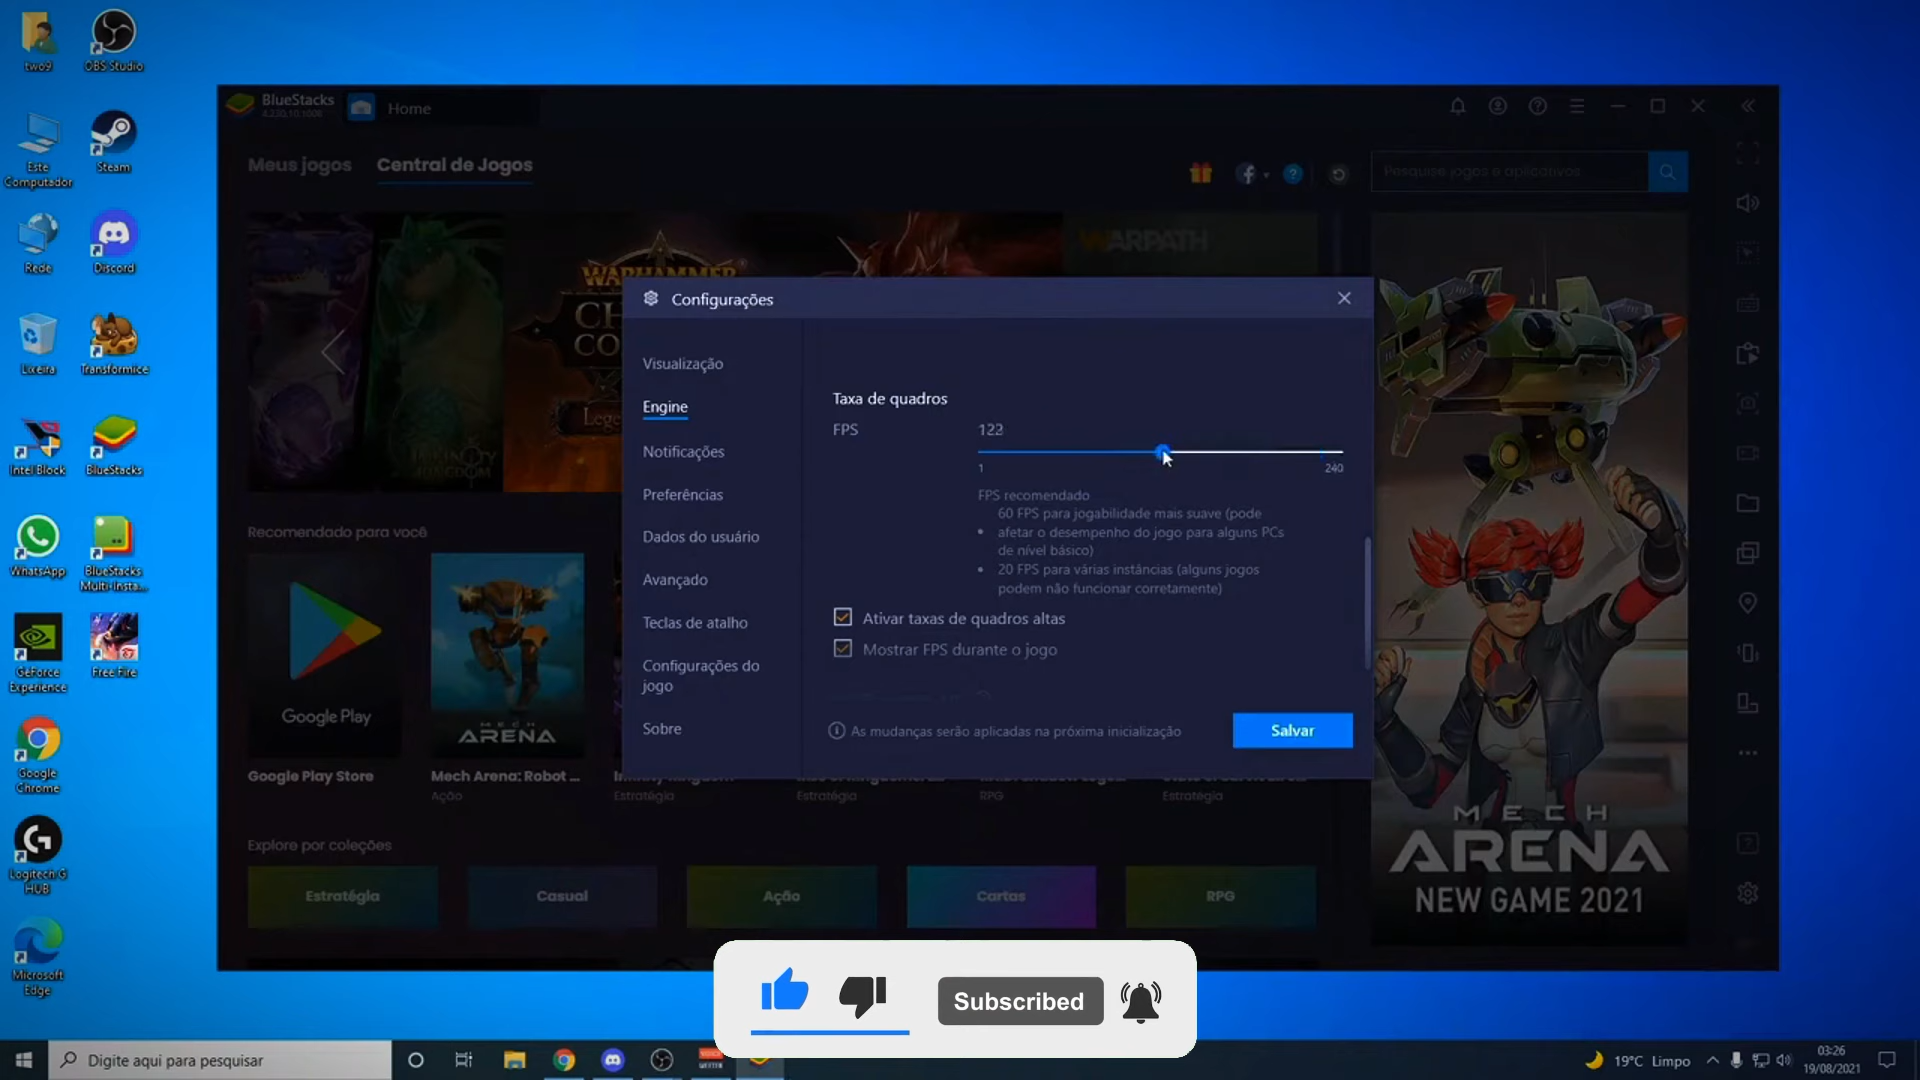 two9
OBS Studio
Este
Computador
Steam
Rede
Discord
Lixeira
Transformice
Intel Block
BlueStacks
WhatsApp
BlueStacks
Multi-Insta...
GeForce
Experience
Free Fire
Google
Chrome
Logitech G
HUB
Microsoft
Edge
BlueStacks
4.230.10.1008
Home
Meus jogos
Central de Jogos
Pesquise jogos e aplicativos
WARHAMMER
WARPATH
Configurações
Visualização
Engine
Notificações
Preferências
Dados do usuário
Avançado
Teclas de atalho
Configurações do
jogo
Sobre
Taxa de quadros
FPS
122
1
240
FPS recomendado
60 FPS para jogabilidade mais suave (pode
• afetar o desempenho do jogo para alguns PCs
de nível básico)
• 20 FPS para várias instâncias (alguns jogos
podem não funcionar corretamente)
Ativar taxas de quadros altas
Mostrar FPS durante o jogo
As mudanças serão aplicadas na próxima inicialização
Salvar
Recomendado para você
Google Play
MECH
ARENA
Google Play Store
Mech Arena: Robot ...
Ação
Estratégia
Estratégia
RPG
Estratégia
Explore por coleções
Estratégia
Casual
Ação
Cartas
RPG
MECH
ARENA
NEW GAME 2021
Subscribed
Digite aqui para pesquisar
19°C Limpo
03:26
19/08/2021